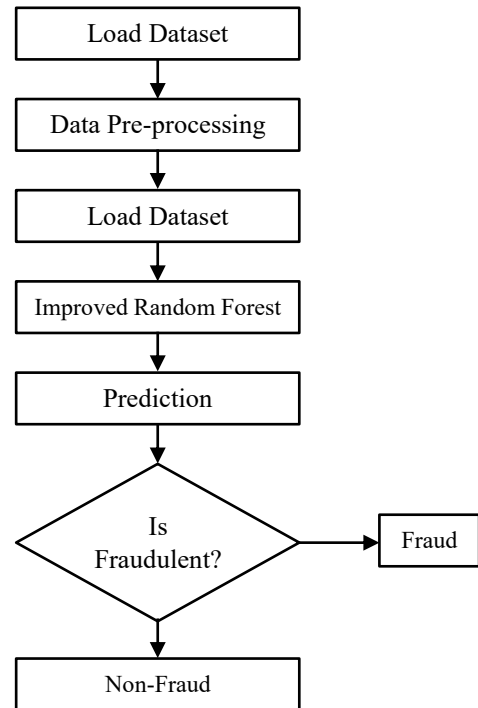 Load Dataset
Data Pre-processing
Load Dataset
Improved Random Forest
Prediction
Is
Fraudulent?
Fraud
Non-Fraud